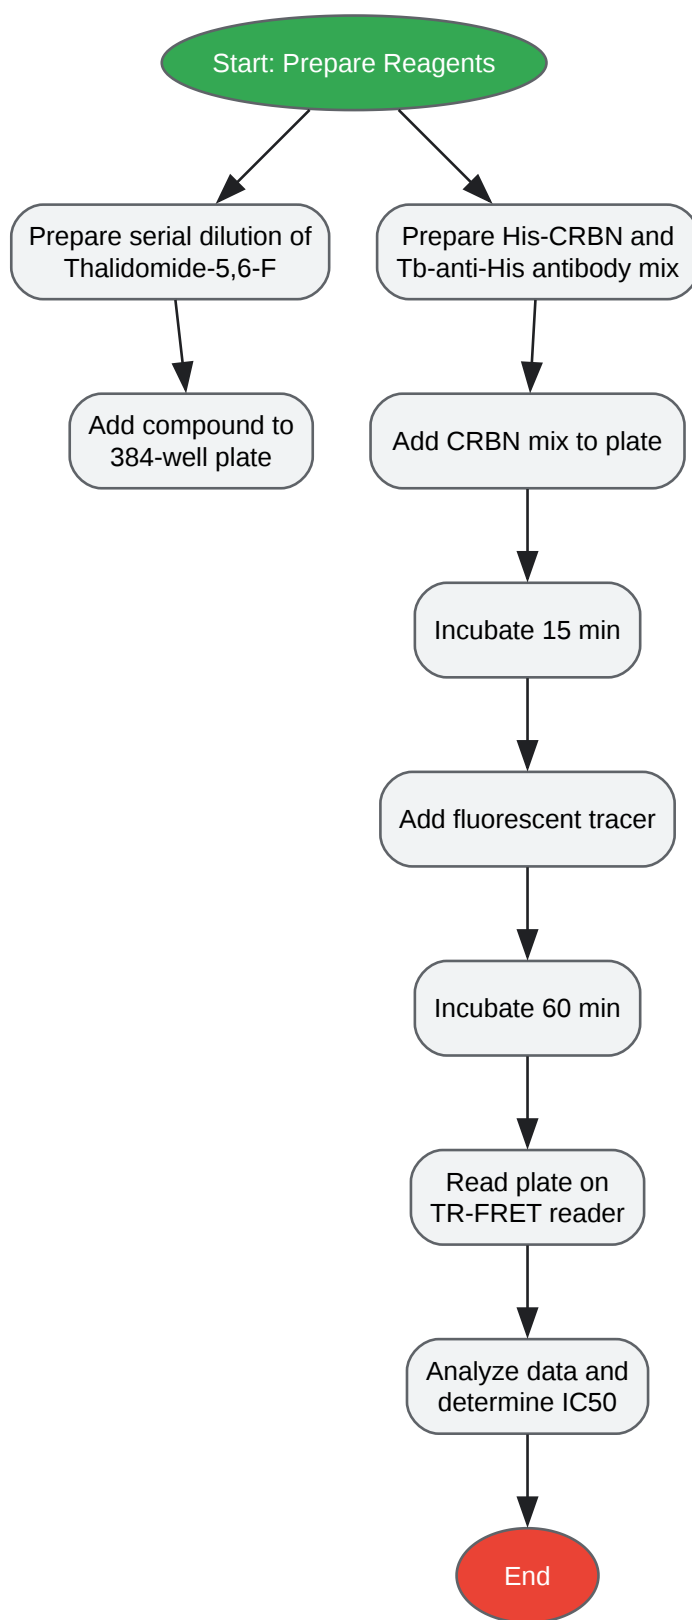 Start: Prepare Reagents
Prepare serial dilution of
Thalidomide-5,6-F
Prepare His-CRBN and
Tb-anti-His antibody mix
Add compound to
384-well plate
Add CRBN mix to plate
Incubate 15 min
Add fluorescent tracer
Incubate 60 min
Read plate on
TR-FRET reader
Analyze data and
determine IC50
End